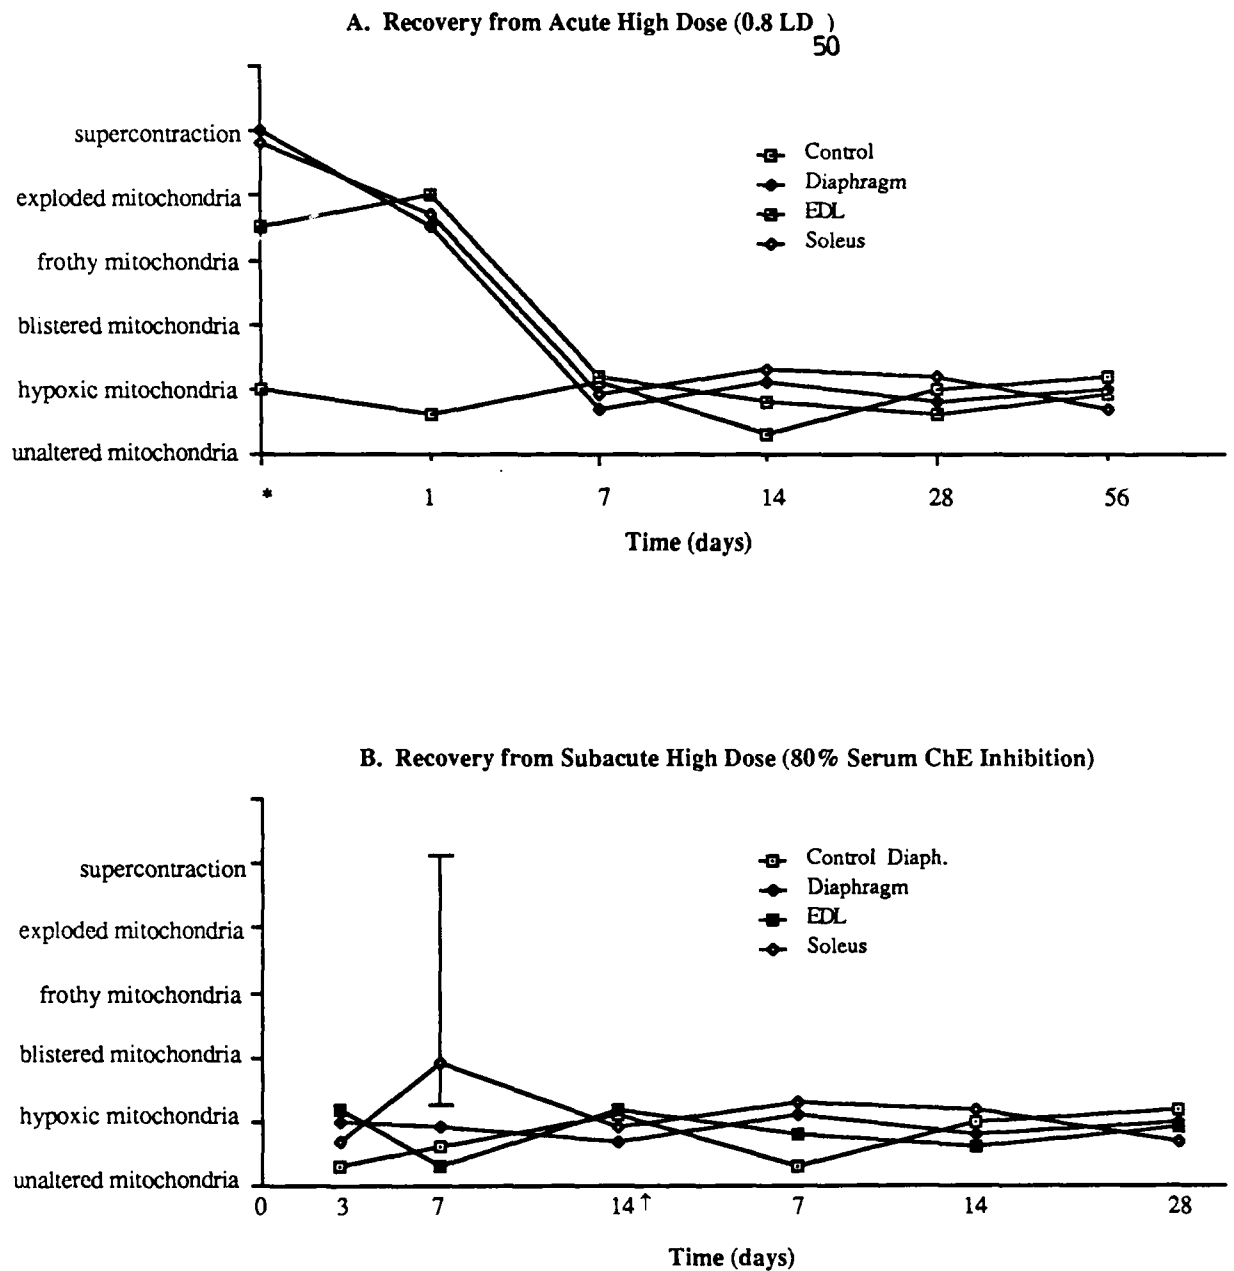 A. Recovery from Acute High Dose (0.8 LD50)
supercontraction
exploded mitochondria
frothy mitochondria
blistered mitochondria
hypoxic mitochondria
unaltered mitochondria
Control
Diaphragm
EDL
Soleus
* 1 7 14 28 56
Time (days)
B. Recovery from Subacute High Dose (80% Serum ChE Inhibition)
supercontraction
exploded mitochondria
frothy mitochondria
blistered mitochondria
hypoxic mitochondria
unaltered mitochondria
Control Diaph.
Diaphragm
EDL
Soleus
0 3 7 14↑ 7 14 28
Time (days)